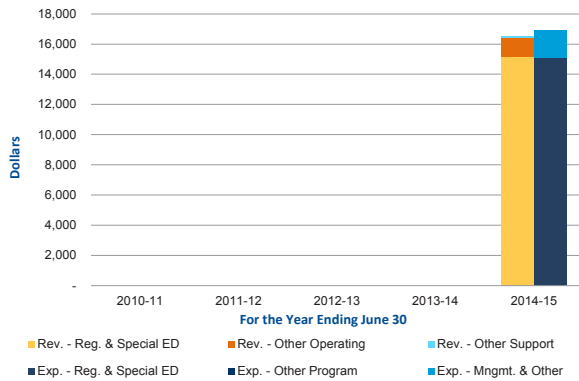 18,000
16,000
14,000
12,000
10,000
8,000
6,000
4,000
2,000
-
Dollars
2010-11 2011-12 2012-13 2013-14 2014-15
For the Year Ending June 30
Rev. - Reg. & Special ED Rev. - Other Operating Rev. - Other Support
Exp. - Reg. & Special ED Exp. - Other Program Exp. - Mngmt. & Other